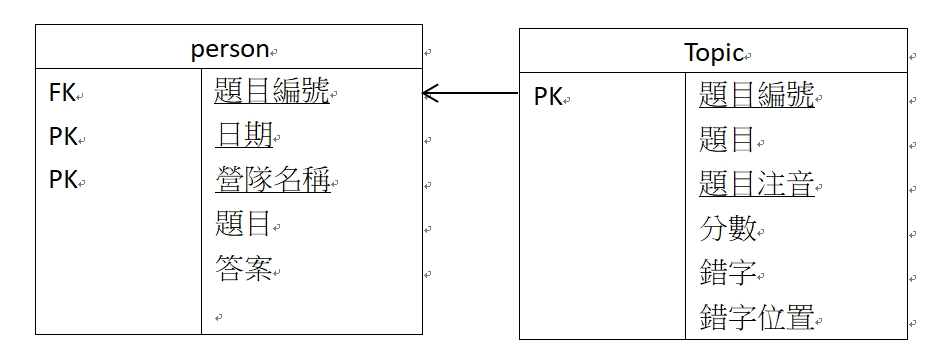 person
FK 題目編號
PK 日期
PK 營隊名稱
題目
答案
Topic
PK 題目編號
題目
題目注音
分數
錯字
錯字位置